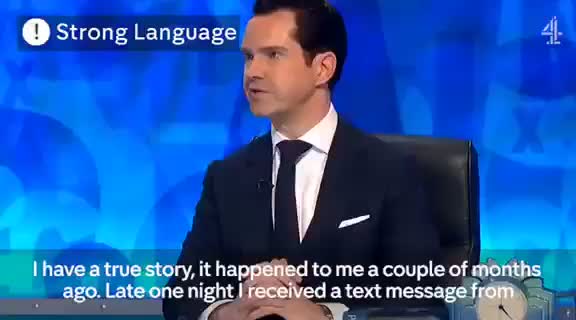 ! Strong Language
4
I have a true story, it happened to me a couple of months
ago. Late one night I received a text message from